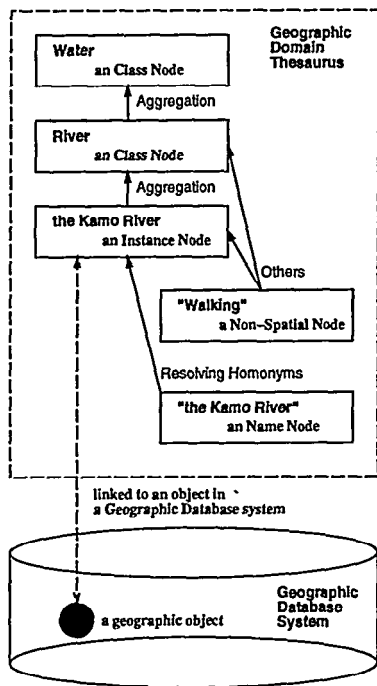 Geographic
Domain
Thesaurus
Water
an Class Node
Aggregation
River
an Class Node
Aggregation
the Kamo River
an Instance Node
Others
"Walking"
a Non-Spatial Node
Resolving Homonyms
"the Kamo River"
an Name Node
linked to an object in
a Geographic Database system
Geographic
Database
System
a geographic object